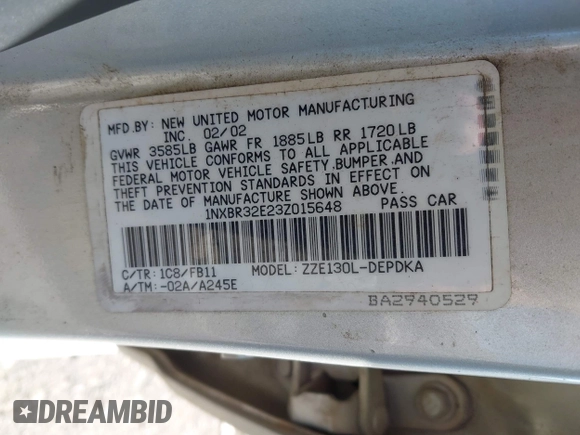 MFD.BY: NEW UNITED MOTOR MANUFACTURING
INC. 02/02
GVWR 3585LB GAWR FR 1885LB RR 1720LB
THIS VEHICLE CONFORMS TO ALL APPLICABLE
FEDERAL MOTOR VEHICLE SAFETY,BUMPER,AND
THEFT PREVENTION STANDARDS IN EFFECT ON
THE DATE OF MANUFACTURE SHOWN ABOVE.
1NXBR32E23Z015648 PASS CAR
C/TR:1C8/FB11 MODEL:ZZE130L-DEPDKA
A/TM:-02A/A245E
BA2940529
DREAMBID